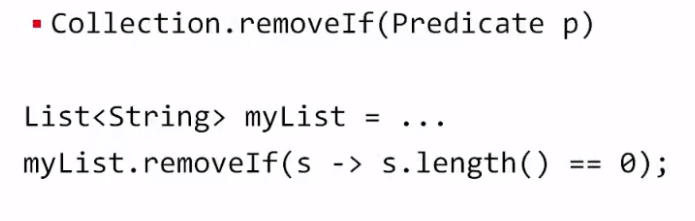 ▪ Collection.removeIf(Predicate p)
List<String> myList = ...
myList.removeIf(s -> s.length() == 0);